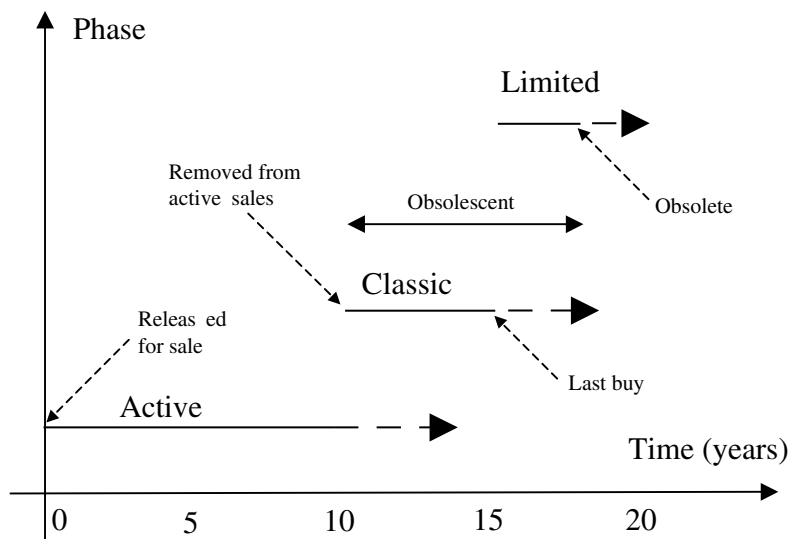 Phase
Limited
Removed from
active sales
Obsolescent
Obsolete
Classic
Releas ed
for sale
Last buy
Active
Time (years)
0 5 10 15 20